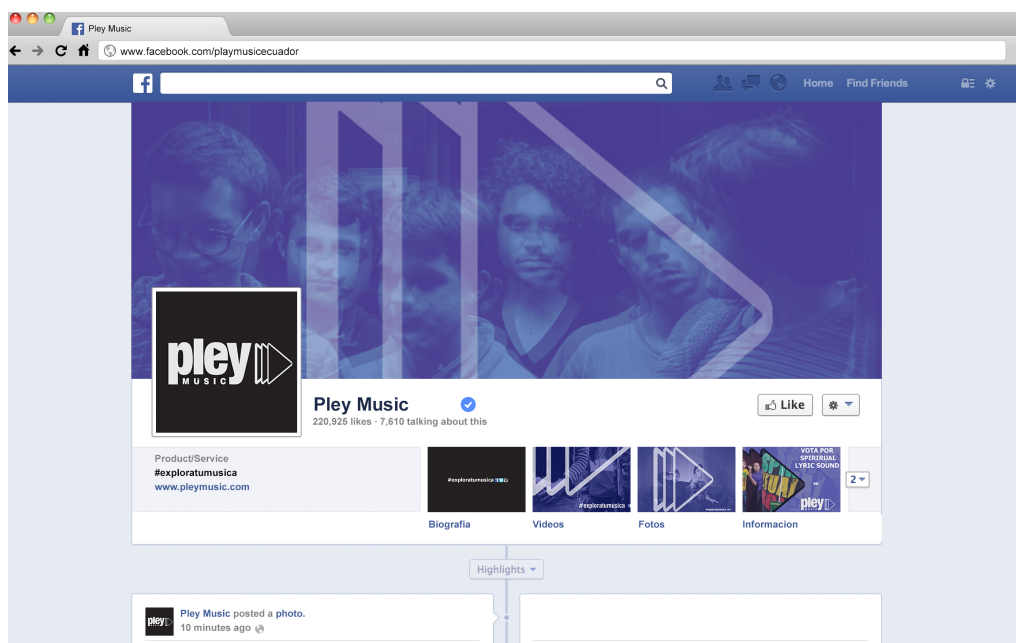 Pley Music
www.facebook.com/playmusicecuador
f
Home Find Friends
pley
MUSIC
Pley Music
220,925 likes · 7,610 talking about this
Like
Product/Service
#exploratumusica
www.pleymusic.com
#exploratumusica
#exploratumusica
VOTA POR
SPIRIRUAL
LYRIC SOUND
pley
2
Biografia
Videos
Fotos
Informacion
Highlights
pley
Pley Music posted a photo.
10 minutes ago